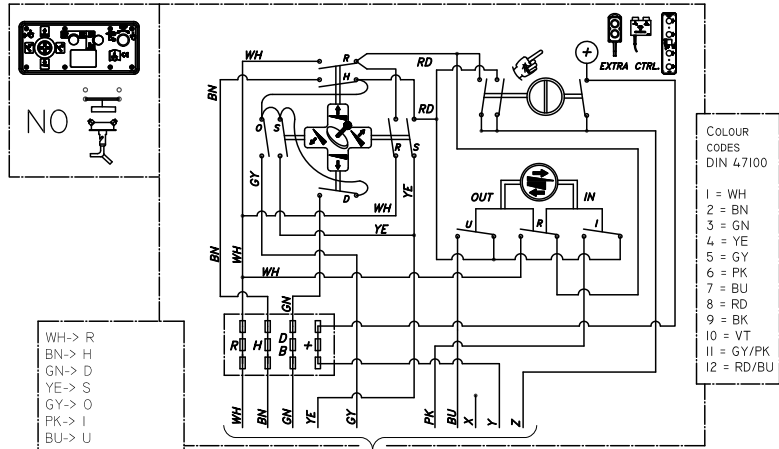 NO
EXTRA CTRL.
WH
R
RD
BN
H
RD
O
S
R
S
GY
YE
D
WH
YE
OUT
IN
U
R
I
BN
WH
WH
GN
R
H
D
B
+
+
WH
BN
GN
YE
GY
PK
BU
X
Y
Z
COLOUR
CODES
DIN 47100
1 = WH
2 = BN
3 = GN
4 = YE
5 = GY
6 = PK
7 = BU
8 = RD
9 = BK
10 = VT
11 = GY/PK
12 = RD/BU
WH-> R
BN-> H
GN-> D
YE-> S
GY-> O
PK-> I
BU-> U